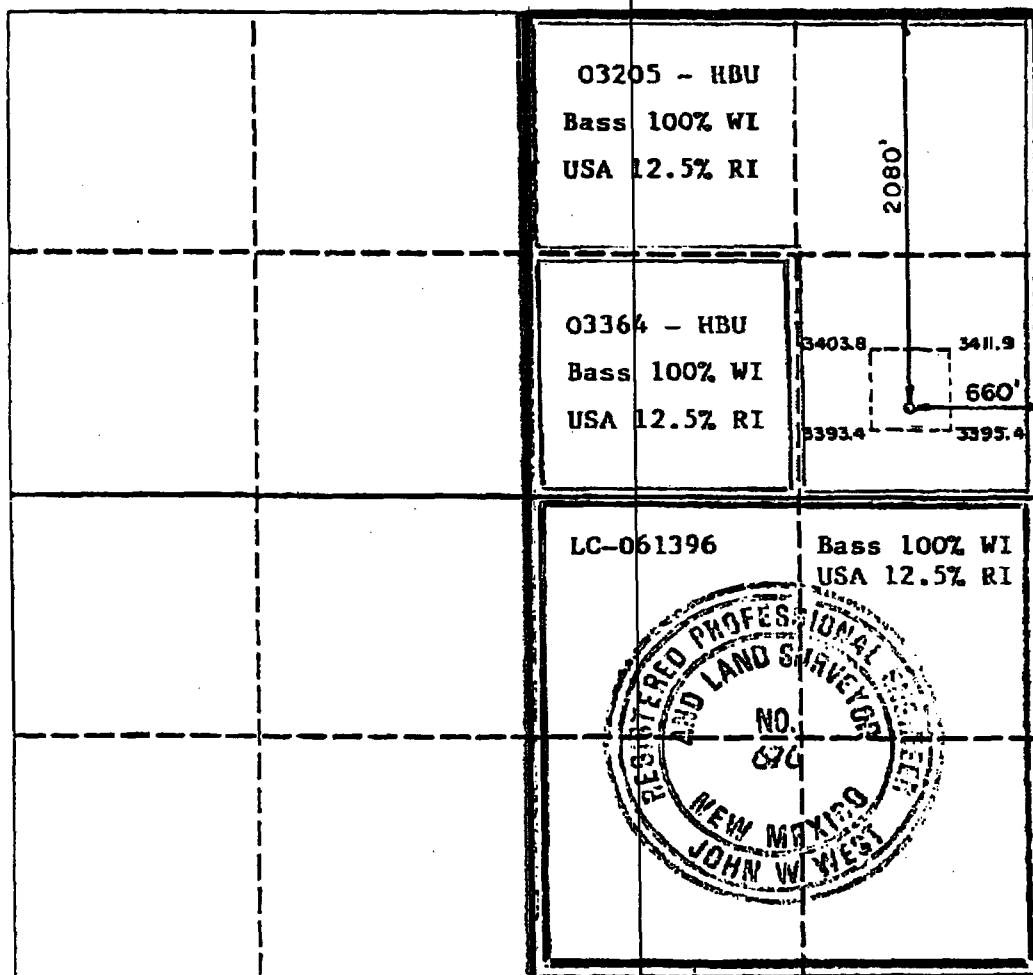 03205 - HBU
Bass 100% WI
USA 12.5% RI
2080'
03364 - HBU
Bass 100% WI
USA 12.5% RI
3403.8
3411.9
660'
3393.4
3395.4
LC-061396
Bass 100% WI
USA 12.5% RI
REGISTERED PROFESSIONAL ENGINEER
AND LAND SURVEYOR
NO.
676
NEW MEXICO
JOHN W WEST